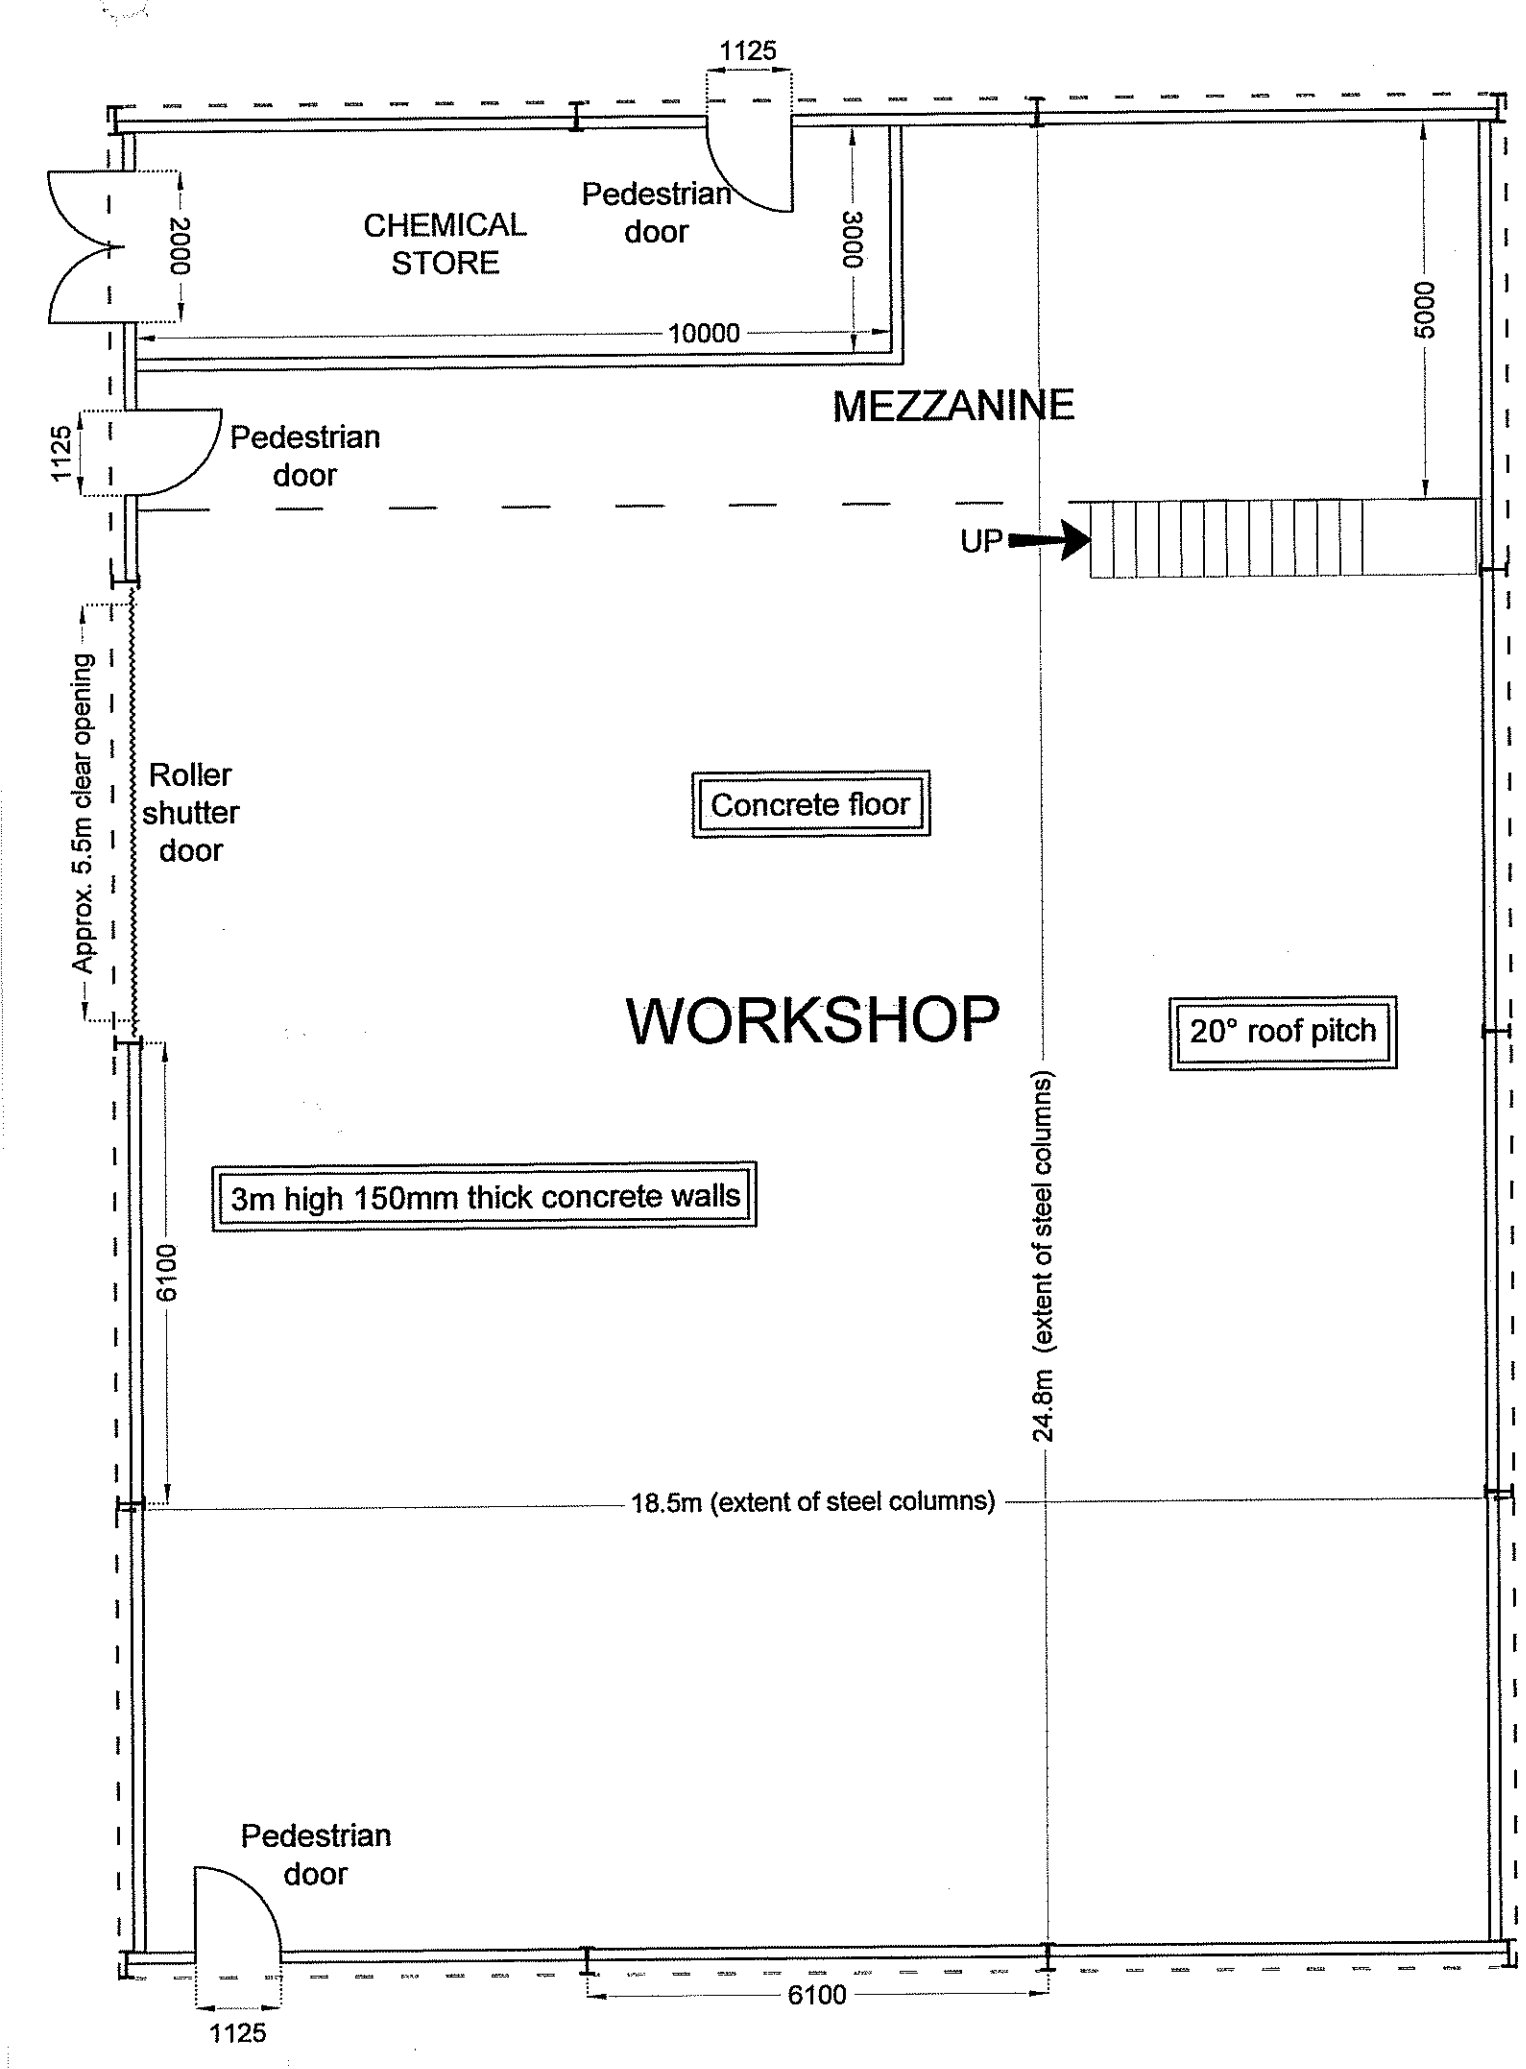 1125
Pedestrian
door
CHEMICAL
STORE
2000
3000
10000
5000
MEZZANINE
1125
Pedestrian
door
UP
Approx. 5.5m clear opening
Roller
shutter
door
Concrete floor
WORKSHOP
20° roof pitch
3m high 150mm thick concrete walls
6100
24.8m (extent of steel columns)
18.5m (extent of steel columns)
Pedestrian
door
6100
1125